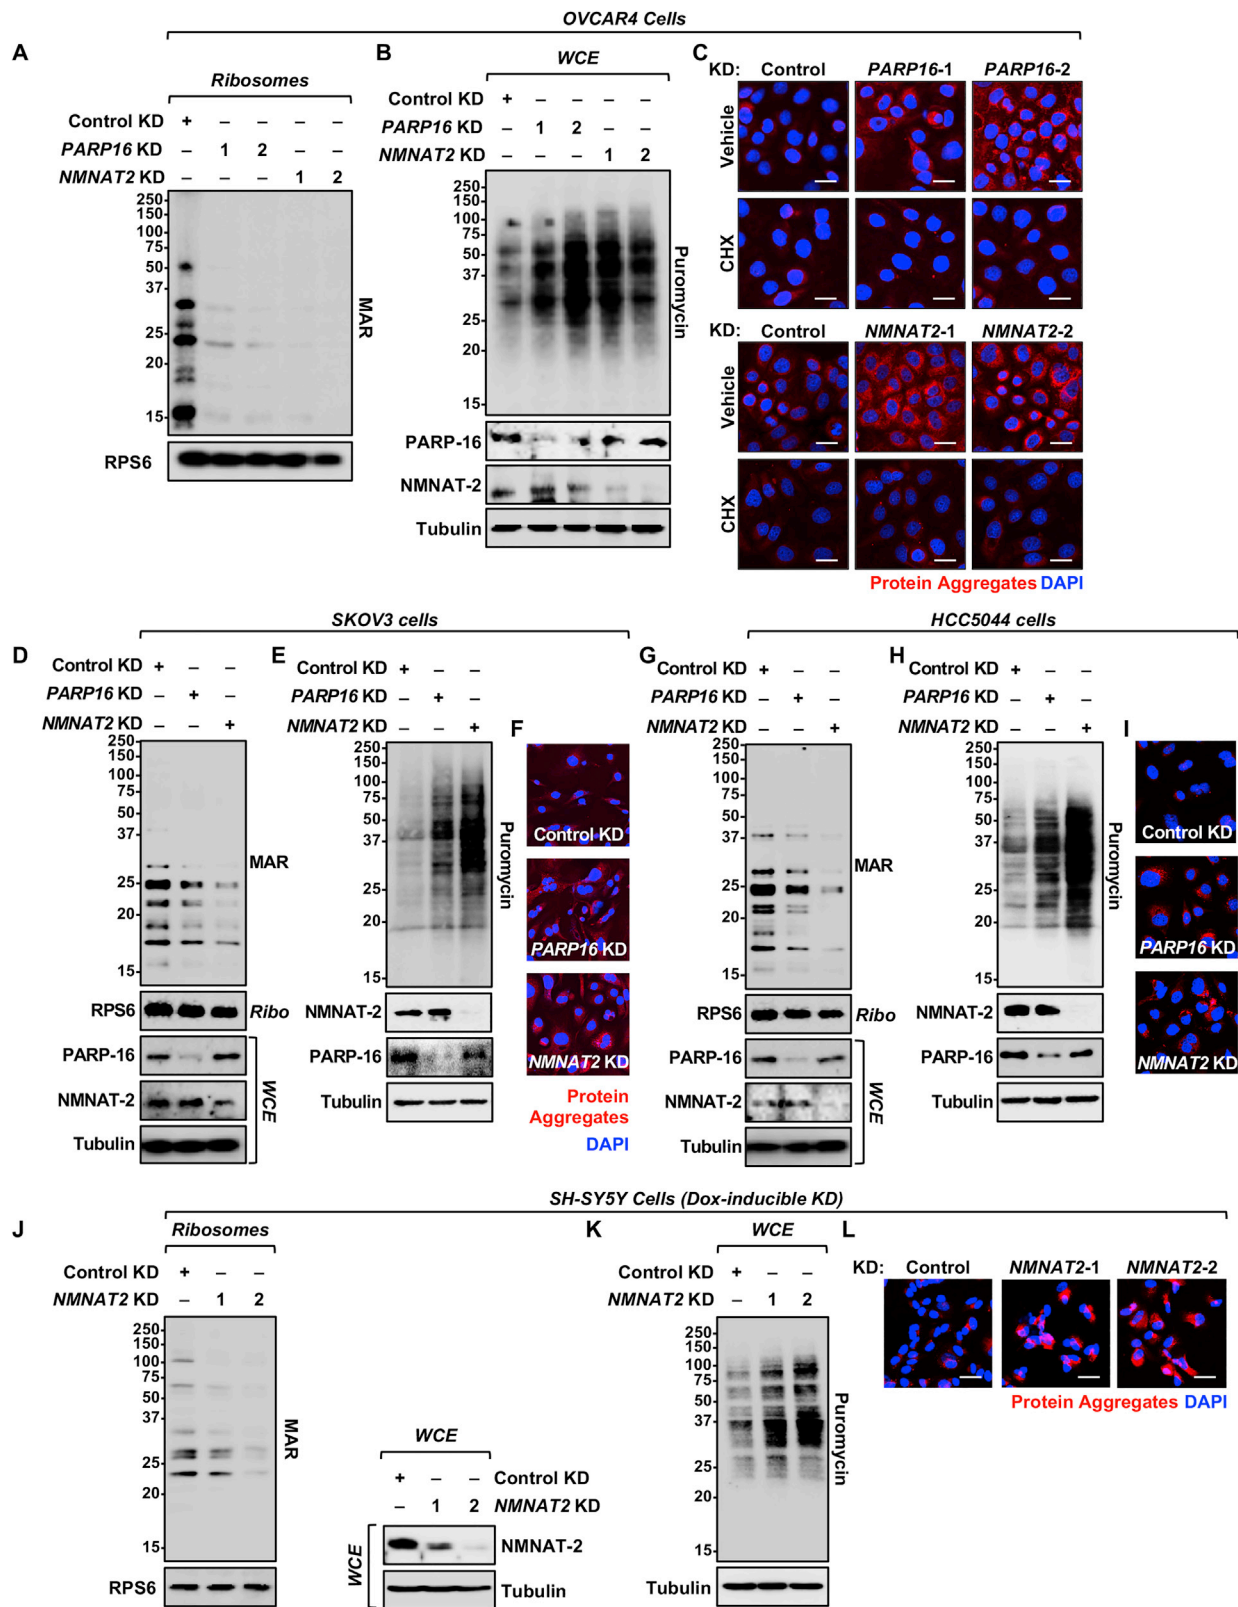 OVCAR4 Cells
A
Ribosomes
Control KD + – – – –
PARP16 KD – 1 2 – –
NMNAT2 KD – – – 1 2
250
150
100
75
50
37
25
20
15
MAR
RPS6
B
WCE
Control KD + – – – –
PARP16 KD – 1 2 – –
NMNAT2 KD – – – 1 2
250
150
100
75
50
37
25
20
15
Puromycin
PARP-16
NMNAT-2
Tubulin
C
KD: Control PARP16-1 PARP16-2
Vehicle
CHX
KD: Control NMNAT2-1 NMNAT2-2
Vehicle
CHX
Protein Aggregates DAPI
SKOV3 cells
D
Control KD + – –
PARP16 KD – + –
NMNAT2 KD – – +
250
150
100
75
50
37
25
20
15
MAR
RPS6 Ribo
PARP-16
NMNAT-2
Tubulin
WCE
E
Control KD + – –
PARP16 KD – + –
NMNAT2 KD – – +
250
150
100
75
50
37
25
20
15
Puromycin
NMNAT-2
PARP-16
Tubulin
F
Control KD
PARP16 KD
NMNAT2 KD
Protein
Aggregates
DAPI
HCC5044 cells
G
Control KD + – –
PARP16 KD – + –
NMNAT2 KD – – +
250
150
100
75
50
37
25
20
15
MAR
RPS6 Ribo
PARP-16
NMNAT-2
Tubulin
WCE
H
Control KD + – –
PARP16 KD – + –
NMNAT2 KD – – +
250
150
100
75
50
37
25
20
15
Puromycin
NMNAT-2
PARP-16
Tubulin
I
Control KD
PARP16 KD
NMNAT2 KD
SH-SY5Y Cells (Dox-inducible KD)
J
Ribosomes
Control KD + – –
NMNAT2 KD – 1 2
250
150
100
75
50
37
25
20
15
MAR
RPS6
WCE
+ – – Control KD
– 1 2 NMNAT2 KD
WCE
NMNAT-2
Tubulin
K
WCE
Control KD + – –
NMNAT2 KD – 1 2
250
150
100
75
50
37
25
20
15
Puromycin
Tubulin
L
KD: Control NMNAT2-1 NMNAT2-2
Protein Aggregates DAPI